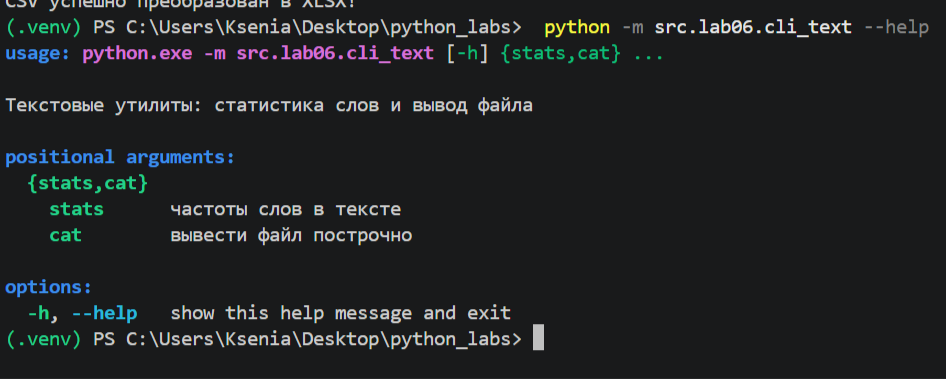 CSV успешно преобразован в XLSX!
(.venv) PS C:\Users\Ksenia\Desktop\python_labs>  python -m src.lab06.cli_text --help
usage: python.exe -m src.lab06.cli_text [-h] {stats,cat} ...
Текстовые утилиты: статистика слов и вывод файла
positional arguments:
  {stats,cat}
    stats      частоты слов в тексте
    cat        вывести файл построчно
options:
  -h, --help   show this help message and exit
(.venv) PS C:\Users\Ksenia\Desktop\python_labs>